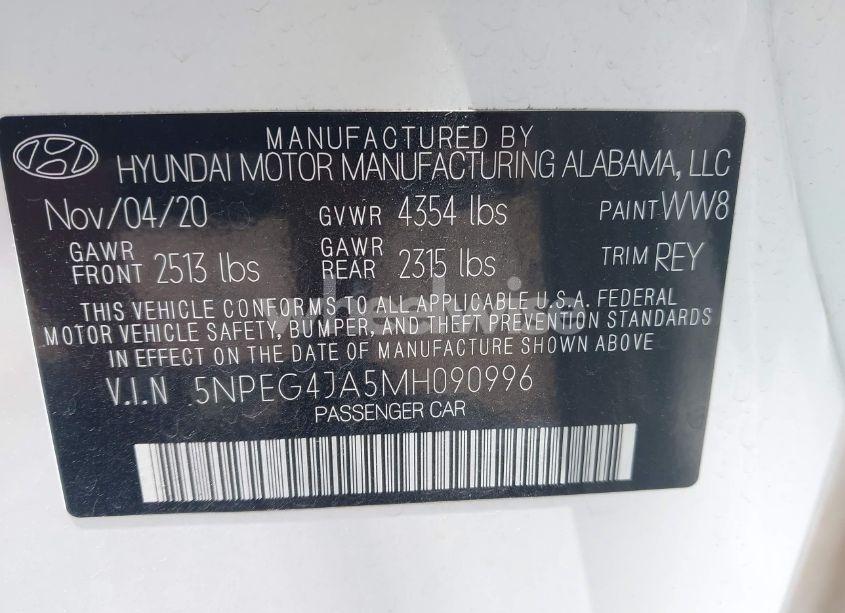 MANUFACTURED BY
HYUNDAI MOTOR MANUFACTURING ALABAMA, LLC
Nov/04/20 GVWR 4354 lbs PAINT WW8
GAWR FRONT 2513 lbs GAWR REAR 2315 lbs TRIM REY
THIS VEHICLE CONFORMS TO ALL APPLICABLE U.S.A. FEDERAL
MOTOR VEHICLE SAFETY, BUMPER, AND THEFT PREVENTION STANDARDS
IN EFFECT ON THE DATE OF MANUFACTURE SHOWN ABOVE
V.I.N 5NPEG4JA5MH090996
PASSENGER CAR
wheelwise